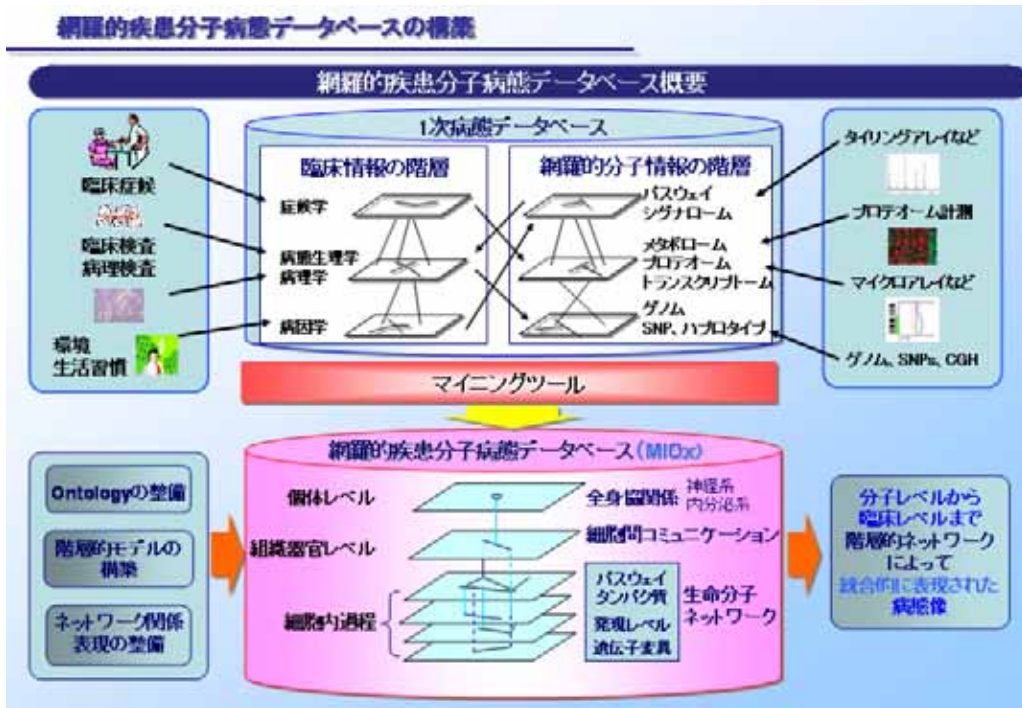 網羅的疾患分子病態データベースの構築
網羅的疾患分子病態データベース概要
臨床症候
臨床検査
病理検査
環境
生活習慣
1次病態データベース
臨床情報の階層
症候学
病態生理学
病理学
病因学
網羅的分子情報の階層
パスウェイ
シグナローム
メタボローム
プロテオーム
トランスクリプトーム
ゲノム
SNP、ハプロタイプ
タイリングアレイなど
プロテオーム計測
マイクロアレイなど
ゲノム、SNPs、CGH
マイニングツール
Ontologyの整備
階層的モデルの
構築
ネットワーク関係
表現の整備
網羅的疾患分子病態データベース(MIDx)
個体レベル
全身協関係
神経系
内分泌系
組織器官レベル
細胞間コミュニケーション
細胞内過程
パスウェイ
タンパク質
発現レベル
遺伝子変異
生命分子
ネットワーク
分子レベルから
臨床レベルまで
階層的ネットワーク
によって
統合的に表現された
病態像